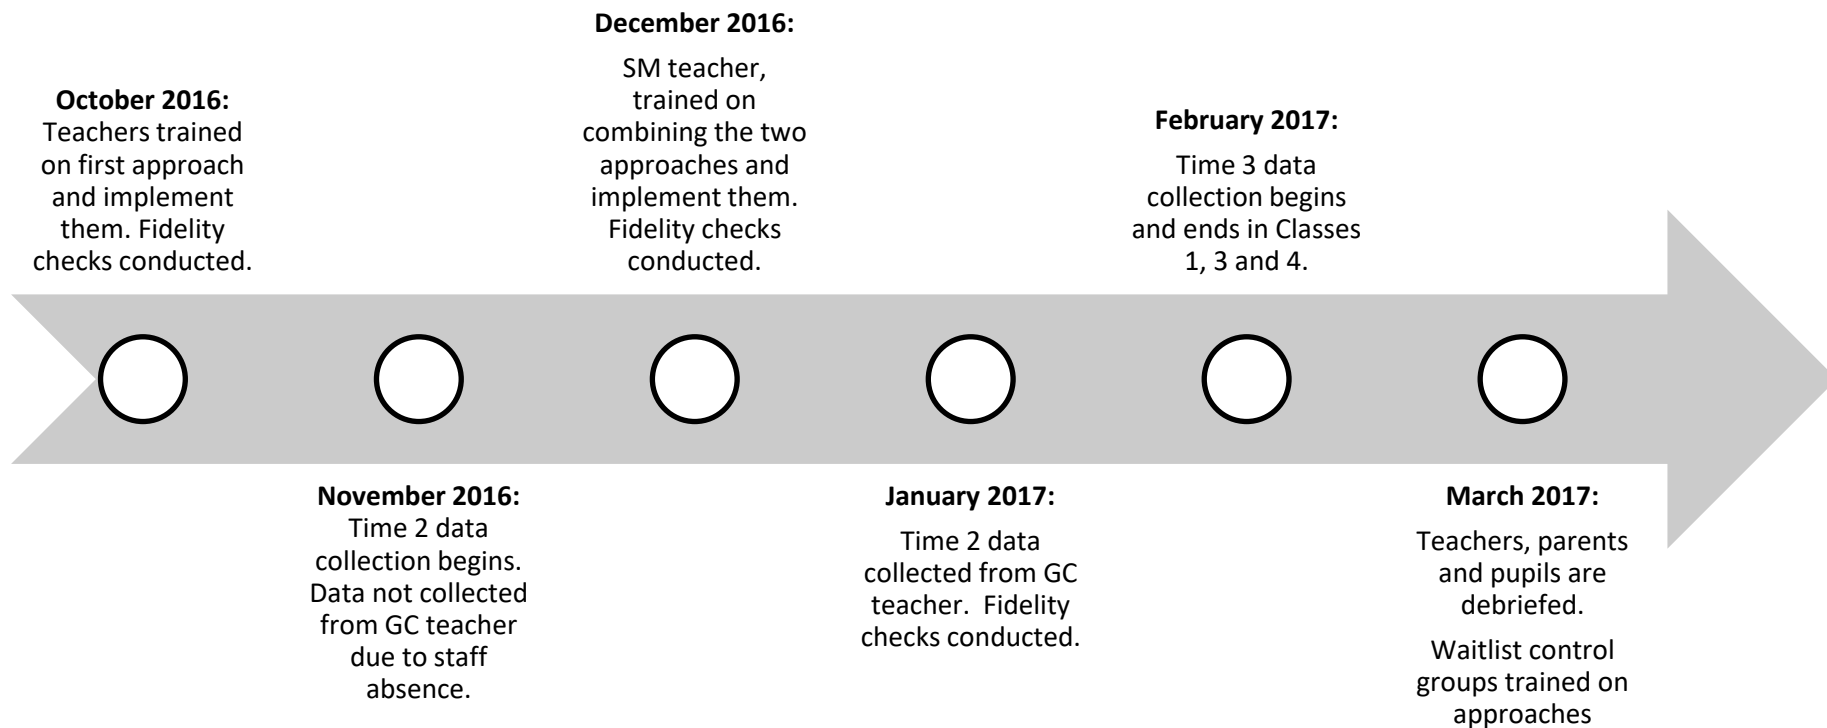 October 2016:
Teachers trained
on first approach
and implement
them. Fidelity
checks conducted.
November 2016:
Time 2 data
collection begins.
Data not collected
from GC teacher
due to staff
absence.
December 2016:
SM teacher,
trained on
combining the two
approaches and
implement them.
Fidelity checks
conducted.
January 2017:
Time 2 data
collected from GC
teacher.  Fidelity
checks conducted.
February 2017:
Time 3 data
collection begins
and ends in Classes
1, 3 and 4.
March 2017:
Teachers, parents
and pupils are
debriefed.
Waitlist control
groups trained on
approaches